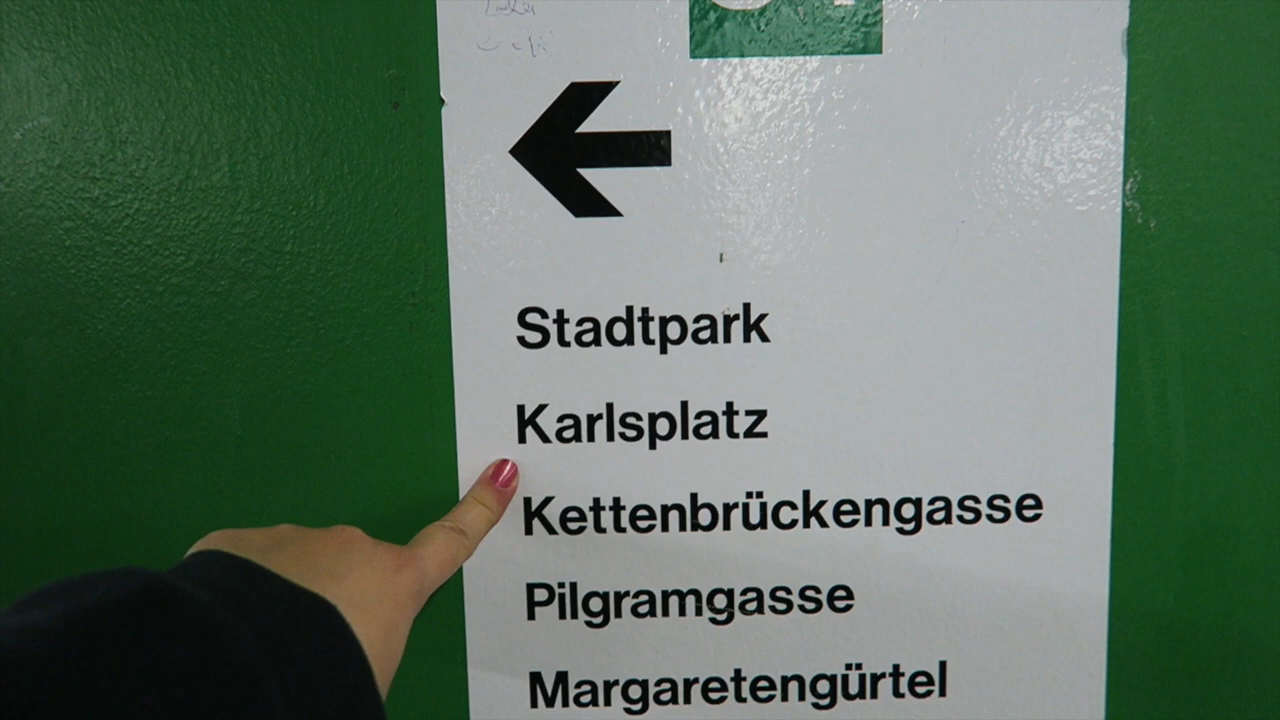 Stadtpark
Karlsplatz
Kettenbrückengasse
Pilgramgasse
Margaretengürtel